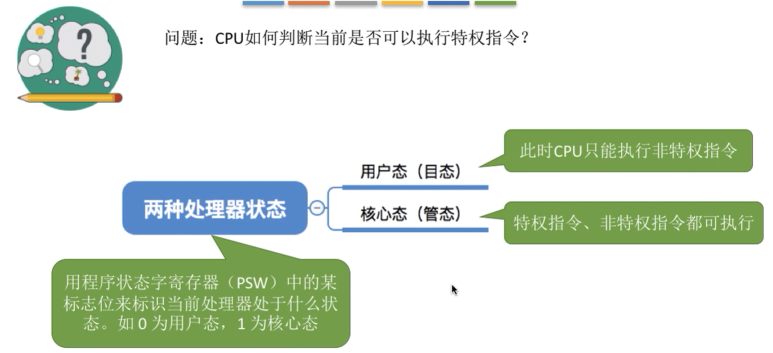 问题：CPU如何判断当前是否可以执行特权指令？
此时CPU只能执行非特权指令
用户态（目态）
两种处理器状态
核心态（管态）
特权指令、非特权指令都可执行
用程序状态字寄存器（PSW）中的某
标志位来标识当前处理器处于什么状
态。如 0 为用户态，1 为核心态